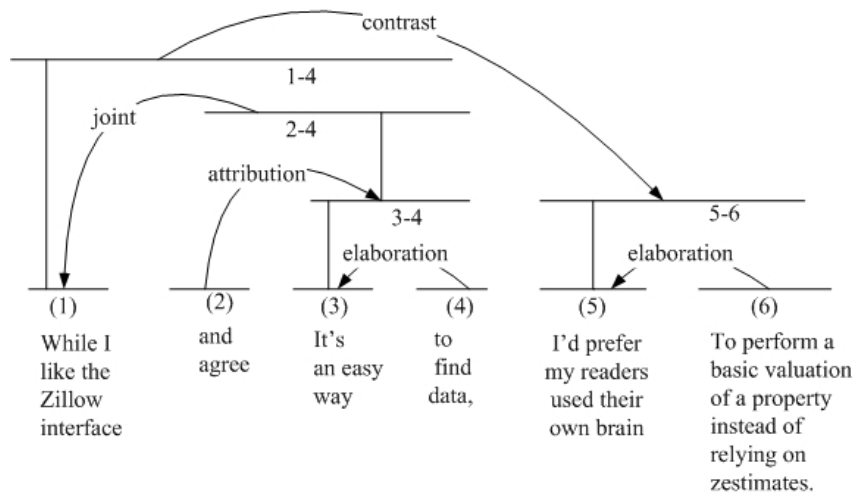 contrast
1-4
joint
2-4
attribution
3-4
5-6
elaboration
elaboration
(1)
While I
like the
Zillow
interface
(2)
and
agree
(3)
It's
an easy
way
(4)
to
find
data,
(5)
I'd prefer
my readers
used their
own brain
(6)
To perform a
basic valuation
of a property
instead of
relying on
zestimates.